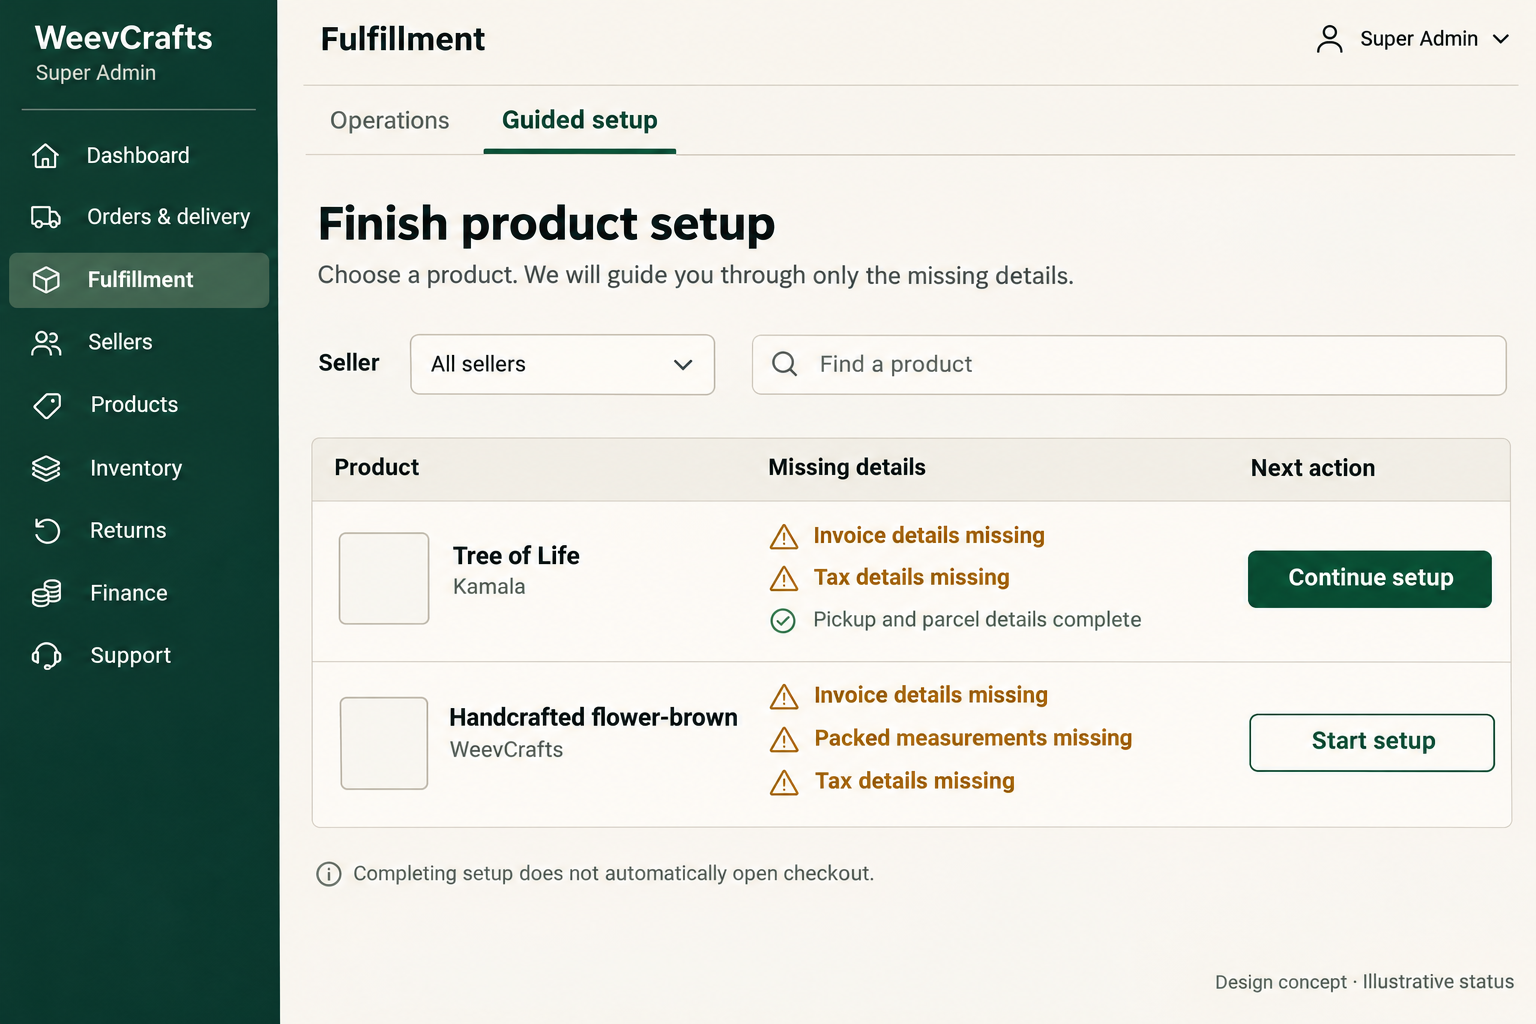 WeevCrafts
Super Admin
Dashboard
Orders & delivery
Fulfillment
Sellers
Products
Inventory
Returns
Finance
Support
Fulfillment
Super Admin
Operations
Guided setup
Finish product setup
Choose a product. We will guide you through only the missing details.
Seller
All sellers
Find a product
Product
Missing details
Next action
Tree of Life
Kamala
Invoice details missing
Tax details missing
Pickup and parcel details complete
Continue setup
Handcrafted flower-brown
WeevCrafts
Invoice details missing
Packed measurements missing
Tax details missing
Start setup
Completing setup does not automatically open checkout.
Design concept · Illustrative status